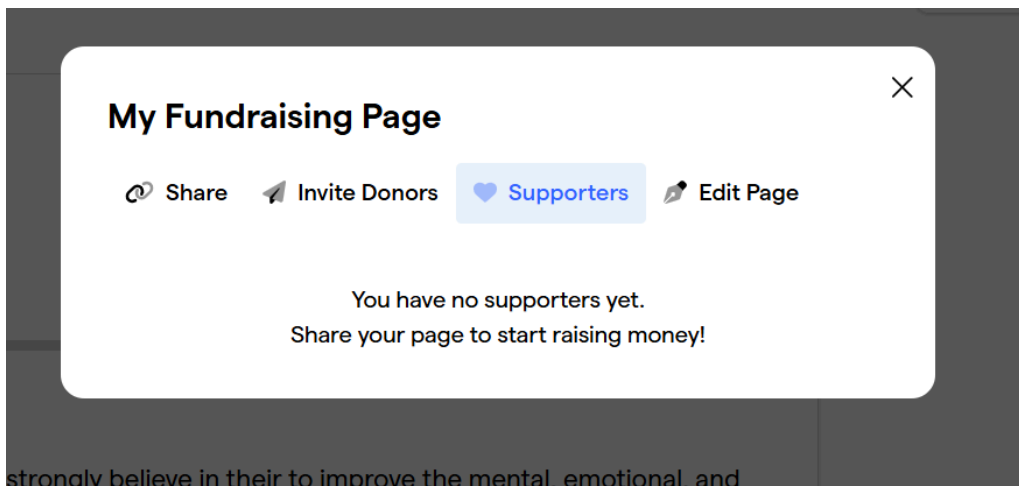 My Fundraising Page
Share Invite Donors Supporters Edit Page
You have no supporters yet.
Share your page to start raising money!
strongly believe in their to improve the mental, emotional, and